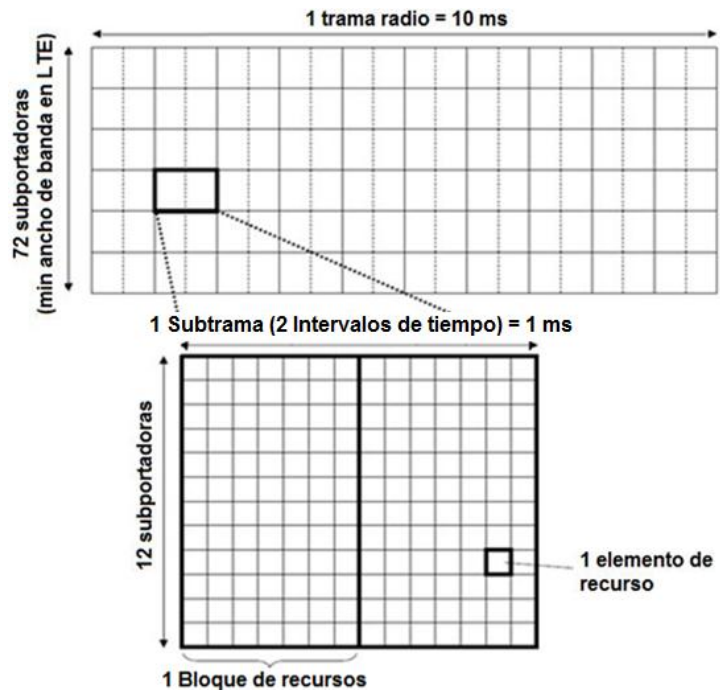 1 trama radio = 10 ms
72 subportadoras
(min ancho de banda en LTE)
1 Subtrama (2 Intervalos de tiempo) = 1 ms
12 subportadoras
1 elemento de
recurso
1 Bloque de recursos